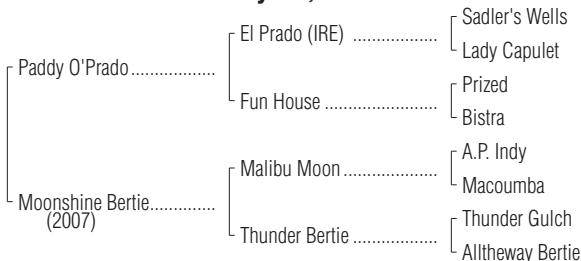 Sadler's Wells
El Prado (IRE) ..................
Lady Capulet
Paddy O'Prado..................
Prized
Fun House ........................
Bistra
A.P. Indy
Malibu Moon .....................
Macoumba
Moonshine Bertie..............
(2007)
Thunder Gulch
Thunder Bertie ..................
Alltheway Bertie